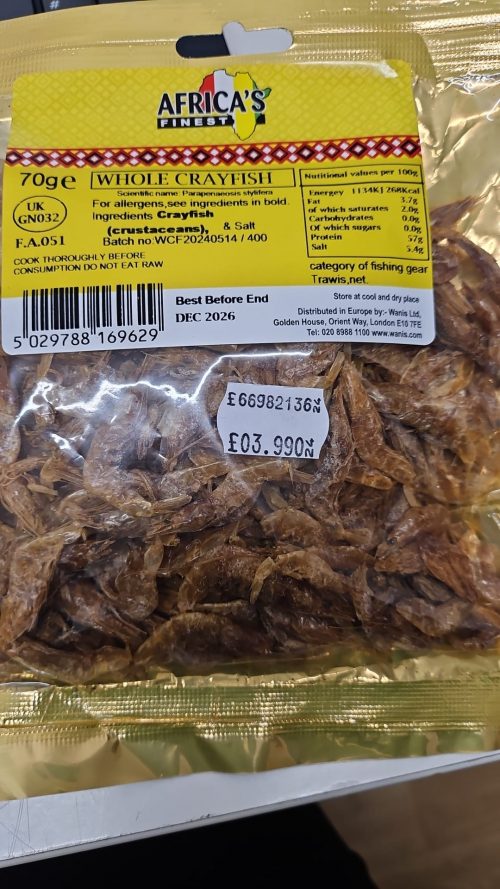 AFRICA'S
FINEST
70g e
WHOLE CRAYFISH
Scientific name: Parapenaeosis stylifera
UK
GN032
F.A.051
For allergens,see ingredients in bold.
Ingredients Crayfish
(crustaceans), & Salt
Batch no:WCF20240514 / 400
COOK THOROUGHLY BEFORE
CONSUMPTION DO NOT EAT RAW
Nutritional values per 100g
Energey 1134KJ 268Kcal
Fat 3.7g
of which saturates 2.0g
Carbohydrates 0.0g
Of which sugars 0.0g
Protein 57g
Salt 5.4g
category of fishing gear
Trawis,net.
5 029788 169629
Best Before End
DEC 2026
Store at cool and dry place
Distributed in Europe by:- Wanis Ltd,
Golden House, Orient Way, London E10 7FE
Tel: 020 8988 1100 www.wanis.com
£66982136
£03.990